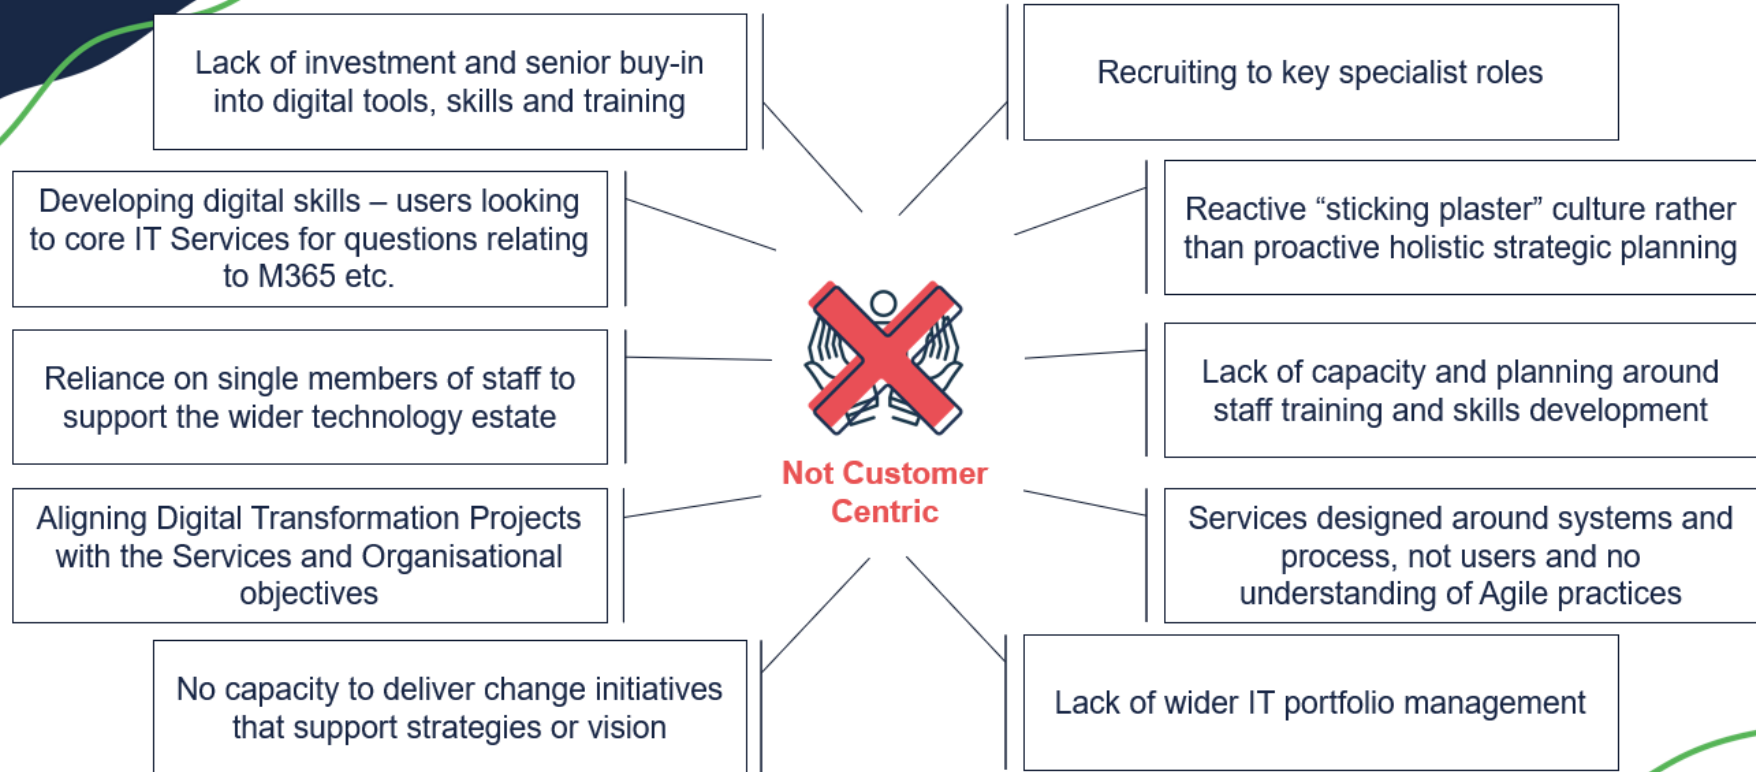 Lack of investment and senior buy-in
into digital tools, skills and training
Recruiting to key specialist roles
Developing digital skills – users looking
to core IT Services for questions relating
to M365 etc.
Reactive “sticking plaster” culture rather
than proactive holistic strategic planning
Reliance on single members of staff to
support the wider technology estate
Lack of capacity and planning around
staff training and skills development
Not Customer
Centric
Aligning Digital Transformation Projects
with the Services and Organisational
objectives
Services designed around systems and
process, not users and no
understanding of Agile practices
No capacity to deliver change initiatives
that support strategies or vision
Lack of wider IT portfolio management